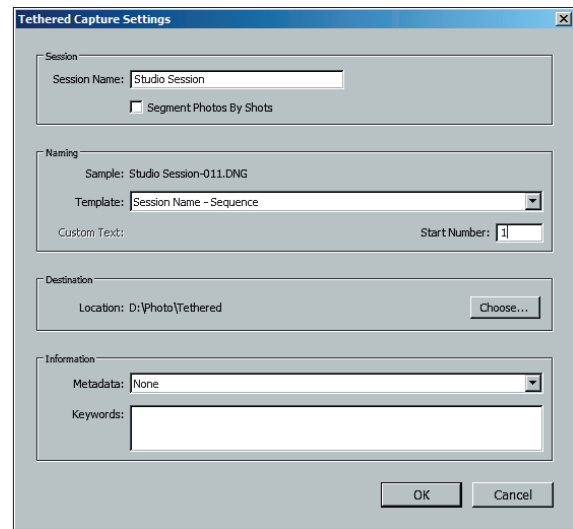 Tethered Capture Settings
Session
Session Name: Studio Session
Segment Photos By Shots
Naming
Sample: Studio Session-011.DNG
Template: Session Name - Sequence
Custom Text: Start Number: 1
Destination
Location: D:\Photo\Tethered Choose...
Information
Metadata: None
Keywords:
OK Cancel